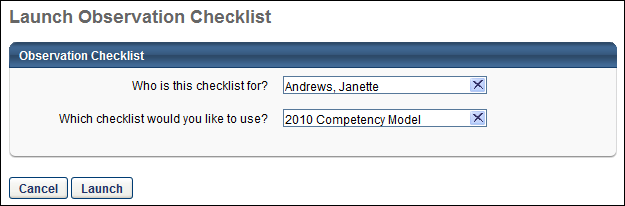 Launch Observation Checklist
Observation Checklist
Who is this checklist for? Andrews, Janette
Which checklist would you like to use? 2010 Competency Model
Cancel Launch